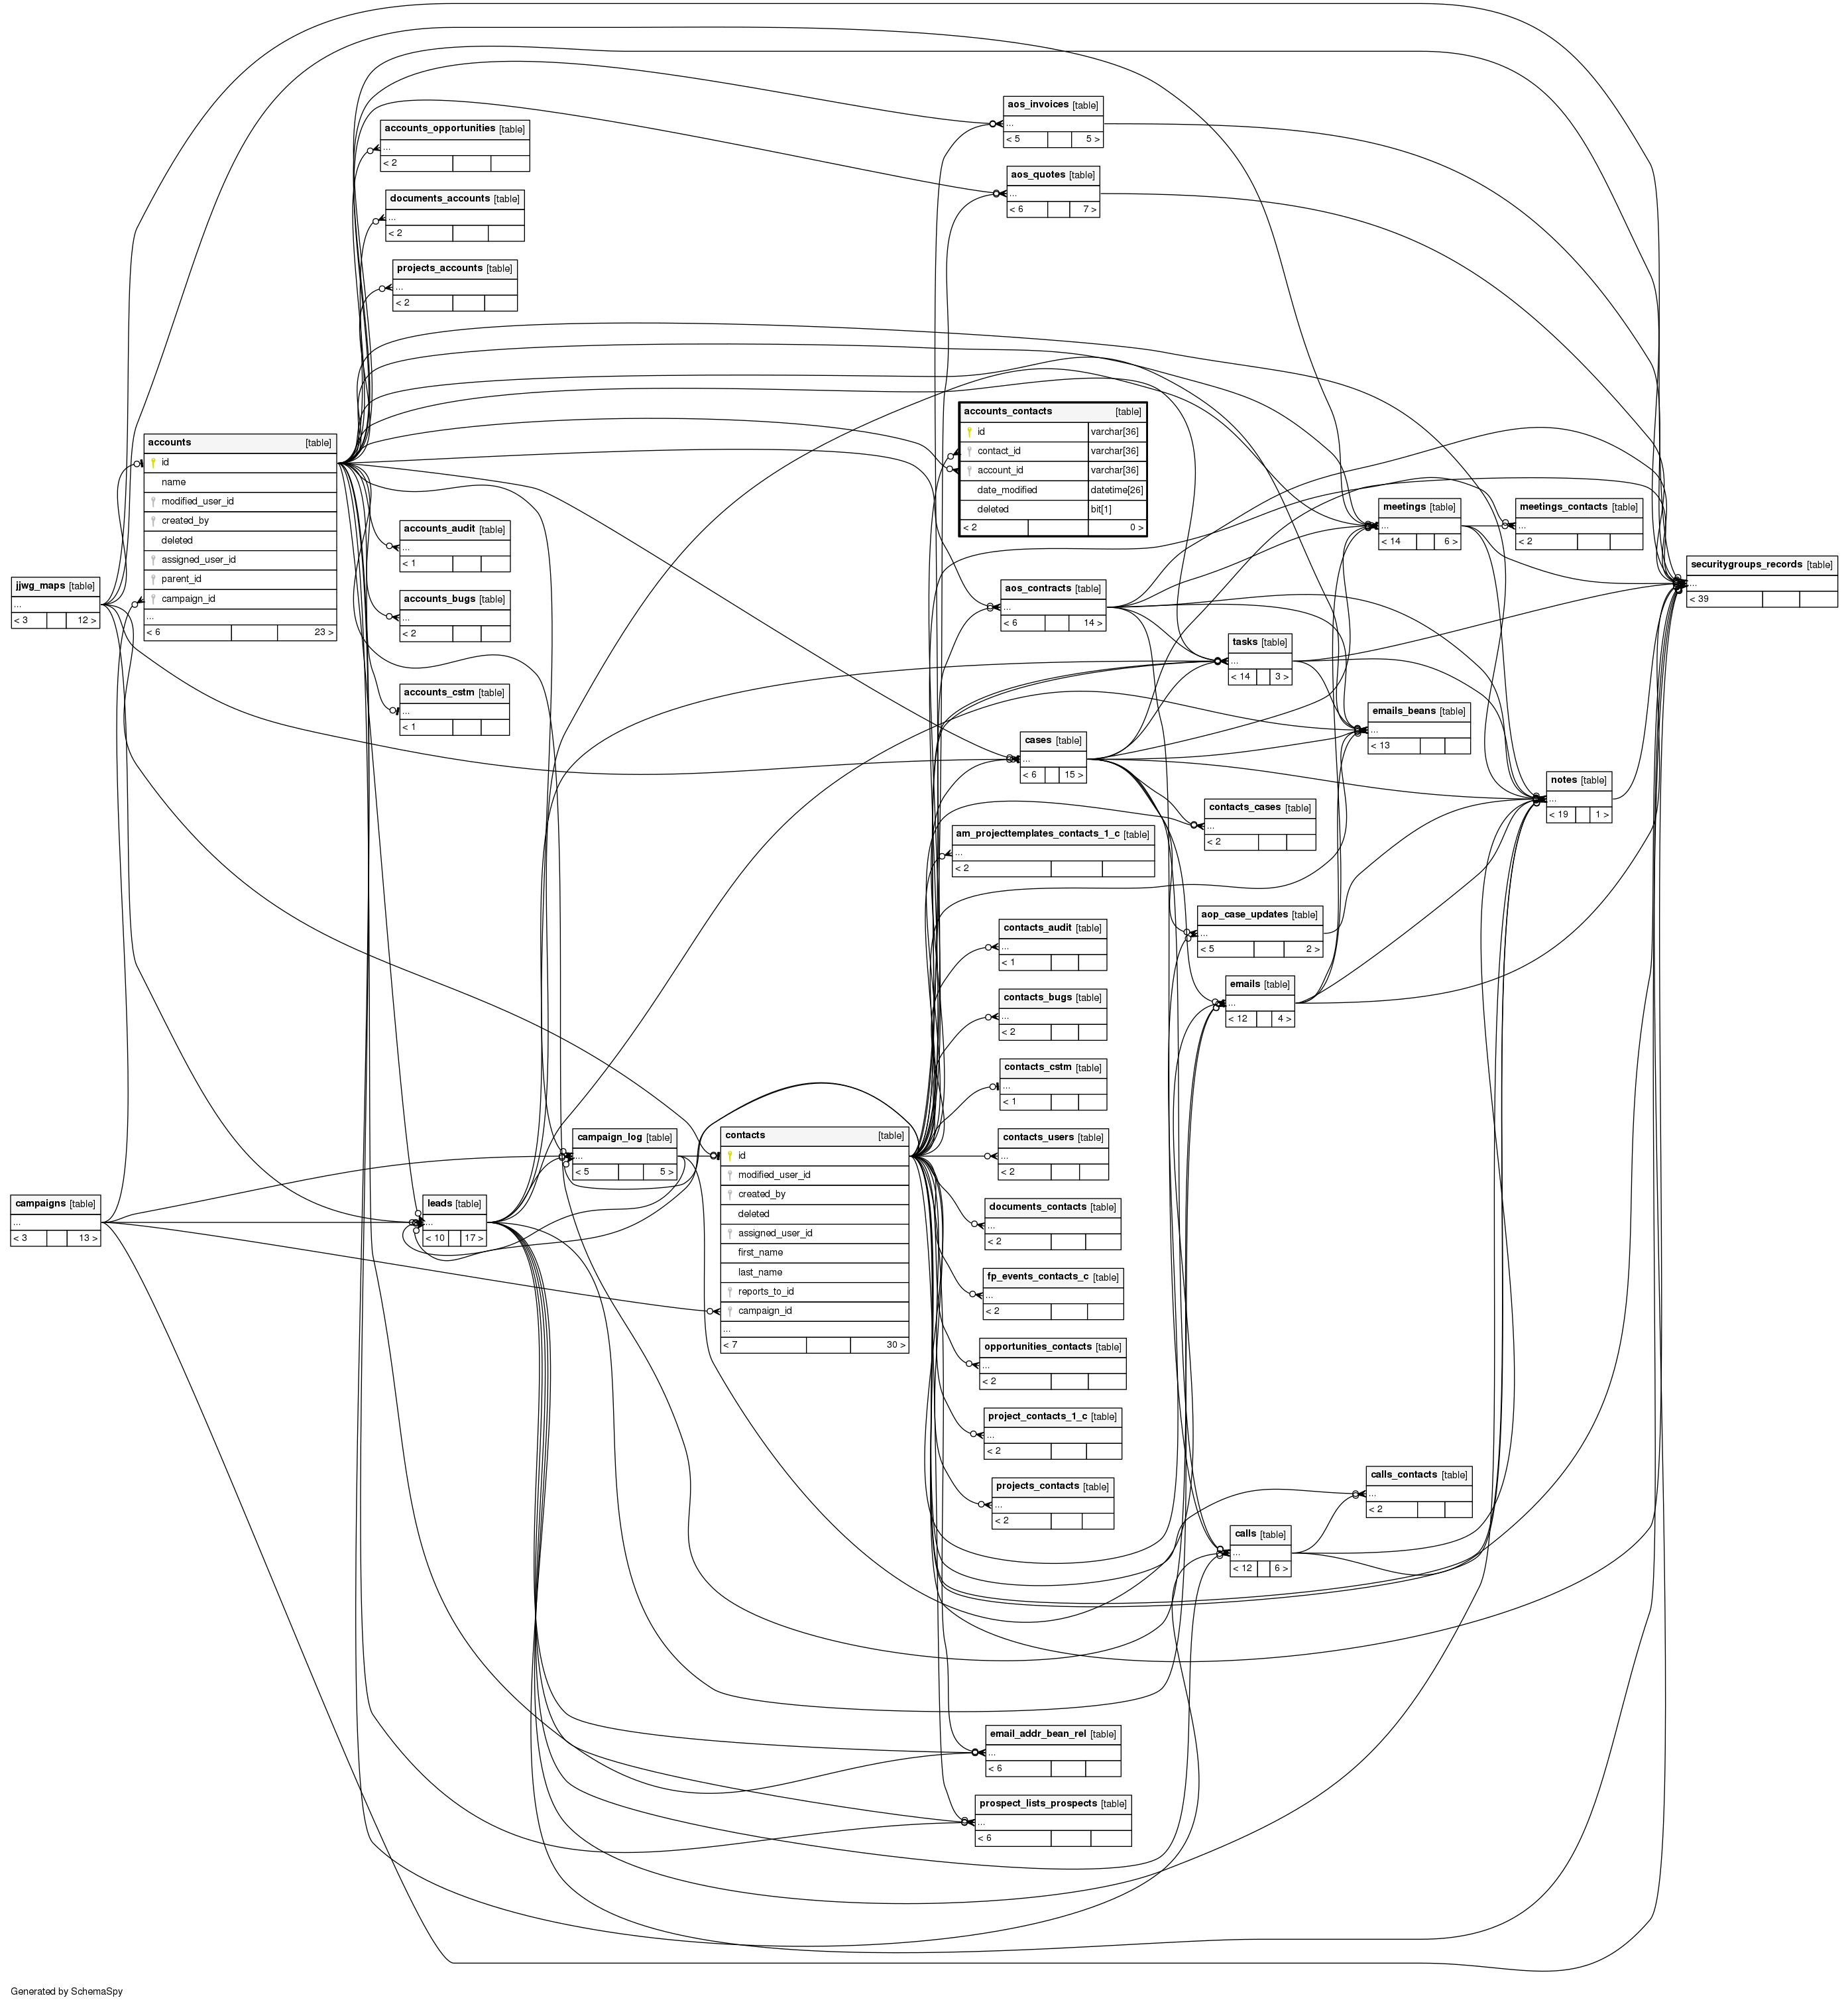 aos_invoices [table]
...
< 5 5 >
accounts_opportunities [table]
...
< 2
aos_quotes [table]
...
< 6 7 >
documents_accounts [table]
...
< 2
projects_accounts [table]
...
< 2
accounts_contacts [table]
id varchar[36]
contact_id varchar[36]
account_id varchar[36]
date_modified datetime[26]
deleted bit[1]
< 2 0 >
accounts [table]
id
name
modified_user_id
created_by
deleted
assigned_user_id
parent_id
campaign_id
...
< 6 23 >
meetings [table]
...
< 14 6 >
meetings_contacts [table]
...
< 2
accounts_audit [table]
...
< 1
securitygroups_records [table]
...
< 39
jjwg_maps [table]
...
< 3 12 >
aos_contracts [table]
...
< 6 14 >
accounts_bugs [table]
...
< 2
tasks [table]
...
< 14 3 >
accounts_cstm [table]
...
< 1
emails_beans [table]
...
< 13
cases [table]
...
< 6 15 >
notes [table]
...
< 19 1 >
contacts_cases [table]
...
< 2
am_projecttemplates_contacts_1_c [table]
...
< 2
aop_case_updates [table]
...
< 5 2 >
contacts_audit [table]
...
< 1
emails [table]
...
< 12 4 >
contacts_bugs [table]
...
< 2
contacts_cstm [table]
...
< 1
campaign_log [table]
...
< 5 5 >
contacts [table]
id
modified_user_id
created_by
deleted
assigned_user_id
first_name
last_name
reports_to_id
campaign_id
...
< 7 30 >
contacts_users [table]
...
< 2
campaigns [table]
...
< 3 13 >
leads [table]
...
< 10 17 >
documents_contacts [table]
...
< 2
fp_events_contacts_c [table]
...
< 2
opportunities_contacts [table]
...
< 2
project_contacts_1_c [table]
...
< 2
projects_contacts [table]
...
< 2
calls_contacts [table]
...
< 2
calls [table]
...
< 12 6 >
email_addr_bean_rel [table]
...
< 6
prospect_lists_prospects [table]
...
< 6
Generated by SchemaSpy